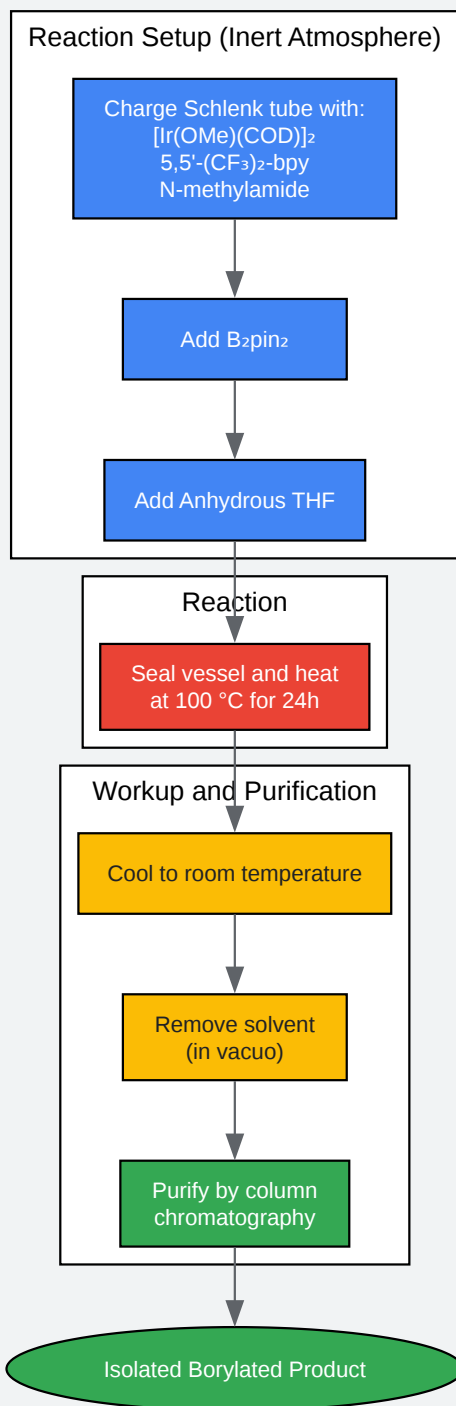 Reaction Setup (Inert Atmosphere)
Charge Schlenk tube with:
[Ir(OMe)(COD)]₂
5,5'-(CF₃)₂-bpy
N-methylamide
Add B₂pin₂
Add Anhydrous THF
Reaction
Seal vessel and heat
at 100 °C for 24h
Workup and Purification
Cool to room temperature
Remove solvent
(in vacuo)
Purify by column
chromatography
Isolated Borylated Product